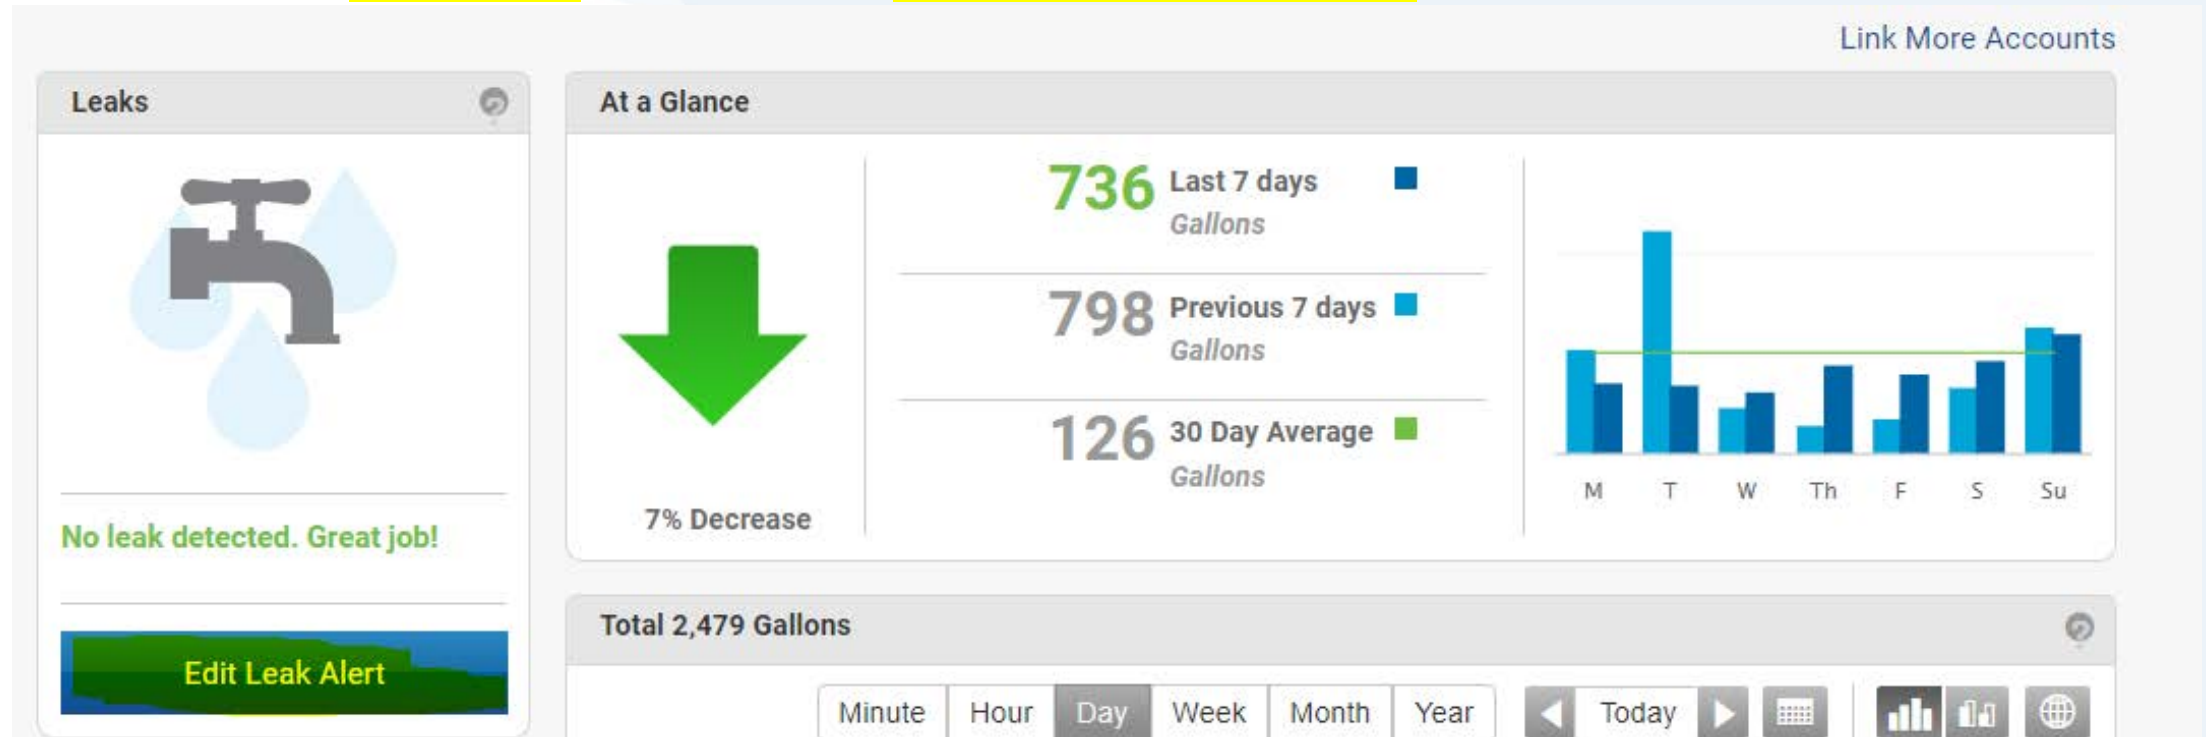 Link More Accounts
Leaks
No leak detected. Great job!
Edit Leak Alert
At a Glance
7% Decrease
736 Last 7 days
Gallons
798 Previous 7 days
Gallons
126 30 Day Average
Gallons
M T W Th F S Su
Total 2,479 Gallons
Minute Hour Day Week Month Year Today